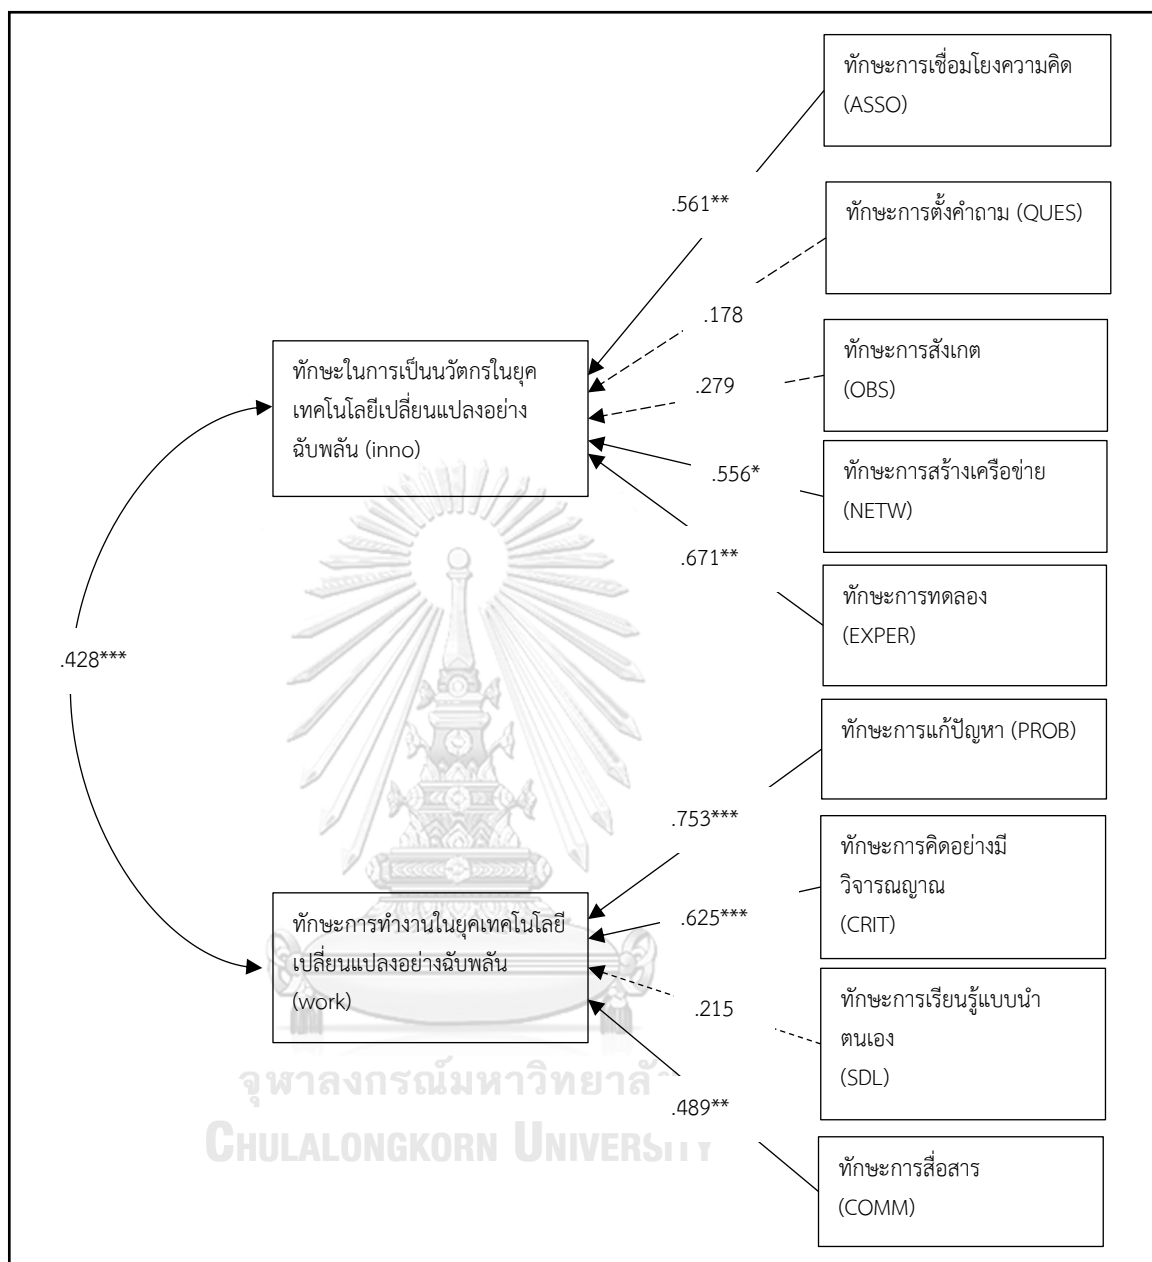 ทักษะการเชื่อมโยงความคิด
(ASSO)
.561**
ทักษะการตั้งคำถาม (QUES)
.178
ทักษะการสังเกต
(OBS)
.279
ทักษะในการเป็นนวัตกรในยุค
เทคโนโลยีเปลี่ยนแปลงอย่าง
ฉับพลัน (inno)
ทักษะการสร้างเครือข่าย
(NETW)
.556*
.671**
ทักษะการทดลอง
(EXPER)
.428***
ทักษะการแก้ปัญหา (PROB)
.753***
ทักษะการคิดอย่างมี
วิจารณญาณ
(CRIT)
.625***
ทักษะการทำงานในยุคเทคโนโลยี
เปลี่ยนแปลงอย่างฉับพลัน
(work)
.215
ทักษะการเรียนรู้แบบนำ
ตนเอง
(SDL)
จุฬาลงกรณ์มหาวิทยาลั
CHULALONGKORN UNIVERSITY
.489**
ทักษะการสื่อสาร
(COMM)